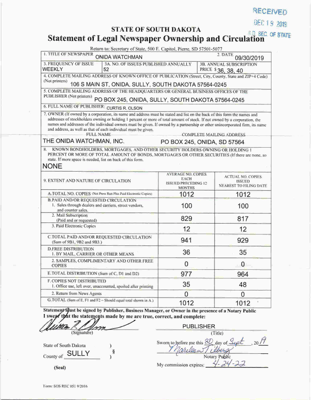 RECEIVED
DEC 19 2019
SEC OF STATE
STATE OF SOUTH DAKOTA
Statement of Legal Newspaper Ownership and Circulation
Return to: Secretary of State, 500 E. Capitol, Pierre, SD 57501-5077
1. TITLE OF NEWSPAPER
ONIDA WATCHMAN
2. DATE
09/30/2019
3. FREQUENCY OF ISSUE
WEEKLY
3A. NO. OF ISSUES PUBLISHED ANNUALLY
52
3B. ANNUAL SUBSCRIPTION
PRICE $ 36, 38, 40
4. COMPLETE MAILING ADDRESS OF KNOWN OFFICE OF PUBLICATION (Street, City, County, State and ZIP+4 Code)
(Not printers)
106 S MAIN ST, ONIDA, SULLY, SOUTH DAKOTA 57564-0245
5. COMPLETE MAILING ADDRESS OF THE HEADQUARTERS OR GENERAL BUSINESS OFFICES OF THE
PUBLISHER (Not printer)
PO BOX 245, ONIDA, SULLY, SOUTH DAKOTA 57564-0245
6. FULL NAME OF PUBLISHER: CURTIS R. OLSON
7. OWNER (If owned by a corporation, its name and address must be stated and list on the back of this form the names and
addresses of stockholders owning or holding 1 percent or more of total amount of stock. If not owned by a corporation, the
names and addresses of the individual owners must be given. If owned by a partnership or other unincorporated firm, its name
and address, as well as that of each individual must be given.
FULL NAME
COMPLETE MAILING ADDRESS
THE ONIDA WATCHMAN, INC.
PO BOX 245, ONIDA, SD 57564
8. KNOWN BONDHOLDERS, MORTGAGES, AND OTHER SECURITY HOLDERS OWNING OR HOLDING 1
PERCENT OR MORE OF TOTAL AMOUNT OF BONDS, MORTGAGES OR OTHER SECURITIES (If there are none, so
state. If more space is needed, list on back of this form.
NONE
9. EXTENT AND NATURE OF CIRCULATION
AVERAGE NO. COPIES
EACH
ISSUE PRECEDING 12
MONTHS
ACTUAL NO. COPIES
ISSUED
NEAREST TO FILING DATE
A. TOTAL NO. COPIES (Net Press Run Plus Paid Electronic Copies)
1012
1012
B. PAID AND/OR REQUESTED CIRCULATION
1. Sales through dealers and carriers, street vendors,
and counter sales.
100
100
2. Mail Subscription
(Paid and or requested)
829
817
3. Paid Electronic Copies
12
12
C. TOTAL PAID AND/OR REQUESTED CIRCULATION
(Sum of 9B1, 9B2 and 9B3.)
941
929
D. FREE DISTRIBUTION
1. BY MAIL, CARRIER OR OTHER MEANS
36
35
2. SAMPLES, COMPLIMENTARY AND OTHER FREE
COPIES
0
0
E. TOTAL DISTRIBUTION (Sum of C, D1 and D2)
977
964
F. COPIES NOT DISTRIBUTED
1. Office use, left over, unaccounted, spoiled after printing
35
48
2. Return from News Agents
0
0
G. TOTAL (Sum of E, F1 and F2 – Should equal total shown in A.)
1012
1012
Statement must be signed by Publisher, Business Manager, or Owner in the presence of a Notary Public
I swear that the statements made by me are true, correct, and complete:
PUBLISHER
(Signature)
(Title)
State of South Dakota )
County of SULLY )
§
Sworn to before me this 30 day of Sept, 2019
Notary Public
(Seal)
My commission expires: 4-24-22
Form: SOS REC 051 9/2016